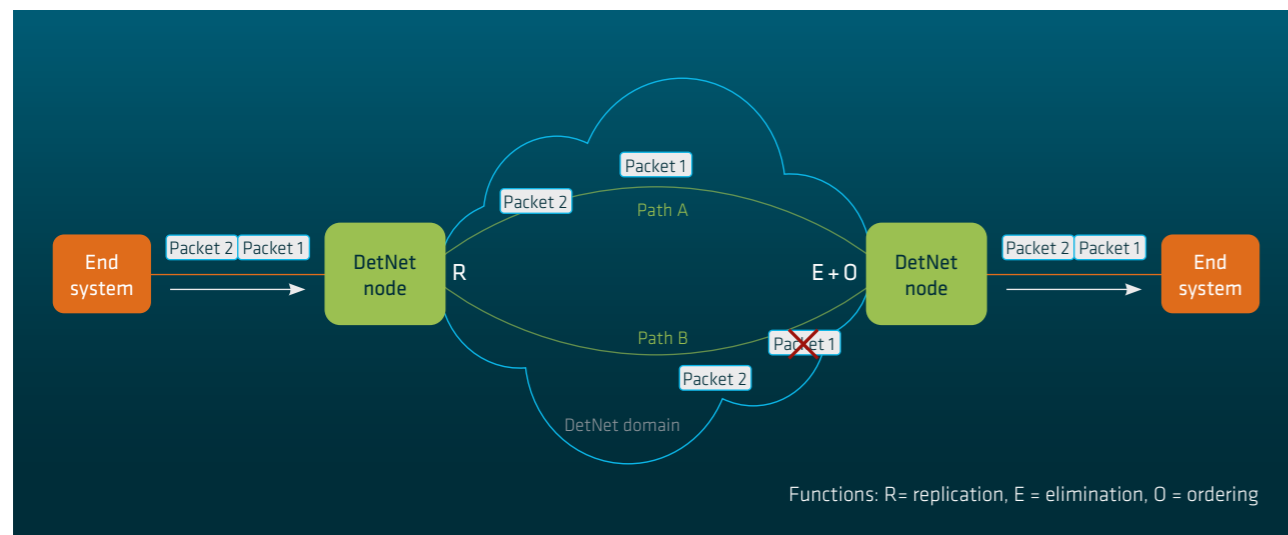 Packet 1
Packet 2
Path A
End
system
Packet 2
Packet 1
DetNet
node
R
E + O
DetNet
node
Packet 2
Packet 1
End
system
Path B
Packet 1
Packet 2
DetNet domain
Functions: R= replication, E = elimination, O = ordering